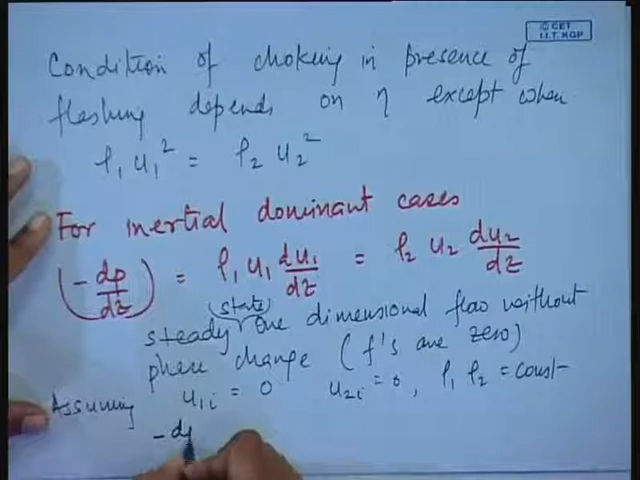 © CET
I.I.T. KGP
Condition of choking in presence of
flashing depends on η except when
ρ₁ u₁² = ρ₂ u₂²
For inertial dominant cases
(-dp/dz) = ρ₁ u₁ du₁/dz = ρ₂ u₂ du₂/dz
(state)
steady one dimensional flow without
phase change (f's are zero)
Assuming u₁ᵢ = 0 u₂ᵢ = 0, ρ₁ ρ₂ = const
-dp